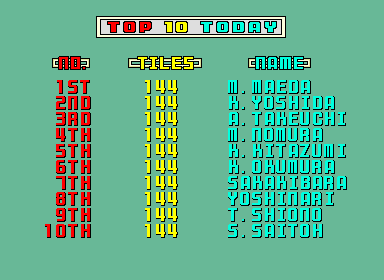 TOP 10 TODAY
NO. TILES NAME
1ST 144 M. MAEDA
2ND 144 K. YOSHIDA
3RD 144 A. TAKEUCHI
4TH 144 M. NOMURA
5TH 144 K. KITAZUMI
6TH 144 K. OKUMURA
7TH 144 SAKAKIBARA
8TH 144 YOSHINARI
9TH 144 T. SHIONO
10TH 144 S. SAITOH